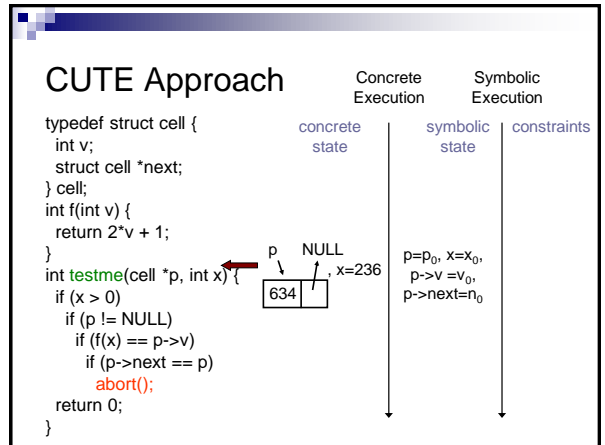 CUTE Approach
Concrete
Execution
Symbolic
Execution
concrete
state
symbolic
state
constraints
typedef struct cell {
int v;
struct cell *next;
} cell;
int f(int v) {
return 2*v + 1;
}
int testme(cell *p, int x) {
if (x > 0)
if (p != NULL)
if (f(x) == p->v)
if (p->next == p)
abort();
return 0;
}
p NULL
634 , x=236
p=p₀, x=x₀,
p->v =v₀,
p->next=n₀